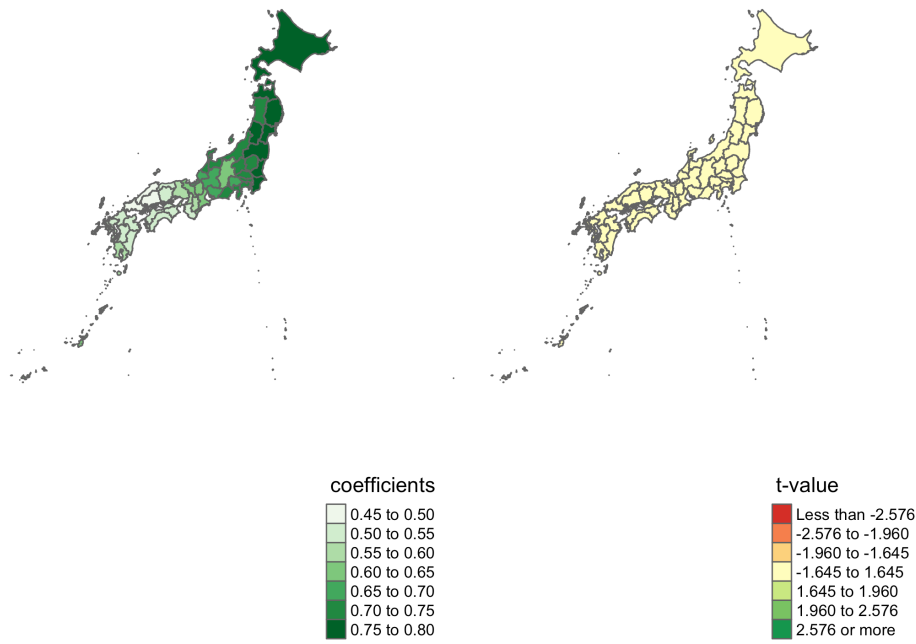 coefficients
0.45 to 0.50
0.50 to 0.55
0.55 to 0.60
0.60 to 0.65
0.65 to 0.70
0.70 to 0.75
0.75 to 0.80
t-value
Less than -2.576
-2.576 to -1.960
-1.960 to -1.645
-1.645 to 1.645
1.645 to 1.960
1.960 to 2.576
2.576 or more